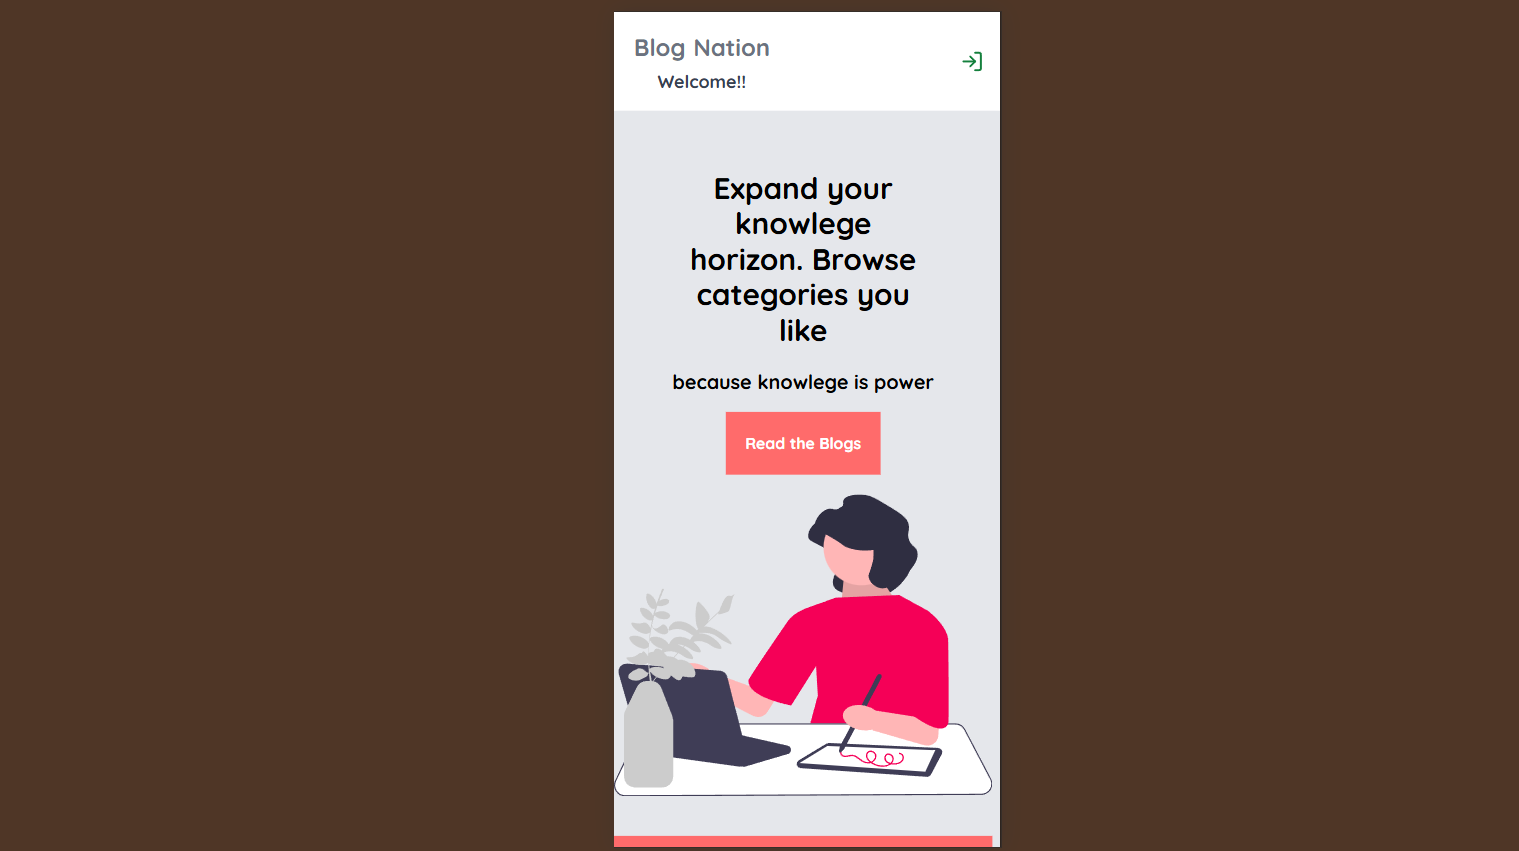 Blog Nation
Welcome!!
Expand your
knowlege
horizon. Browse
categories you
like
because knowlege is power
Read the Blogs